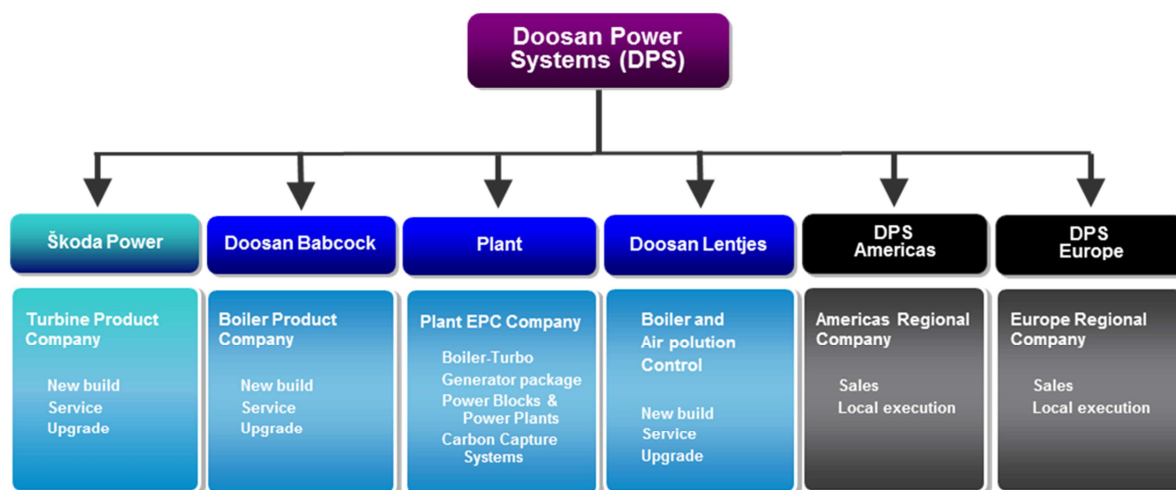 Doosan Power
Systems (DPS)
Škoda Power
Doosan Babcock
Plant
Doosan Lentjes
DPS
Americas
DPS
Europe
Turbine Product
Company
New build
Service
Upgrade
Boiler Product
Company
New build
Service
Upgrade
Plant EPC Company
Boiler-Turbo
Generator package
Power Blocks &
Power Plants
Carbon Capture
Systems
Boiler and
Air polution
Control
New build
Service
Upgrade
Americas Regional
Company
Sales
Local execution
Europe Regional
Company
Sales
Local execution